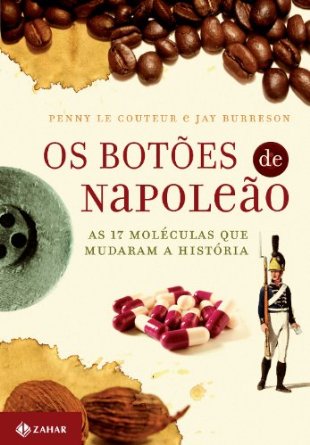 PENNY LE COUTEUR e JAY BURRESON
OS BOTÕES de
NAPOLEÃO
AS 17 MOLÉCULAS QUE
MUDARAM A HISTÓRIA
ZAHAR